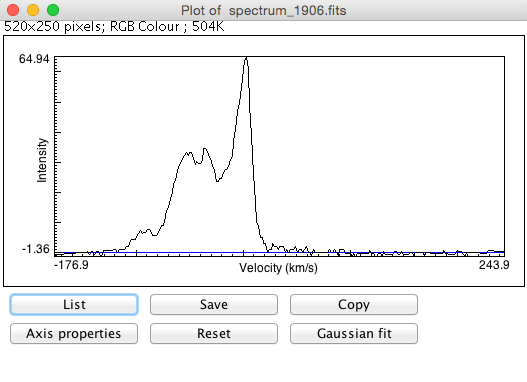 Plot of spectrum_1906.fits
520x250 pixels; RGB Colour ; 504K
64.94
Intensity
-1.36
-176.9
Velocity (km/s)
243.9
List
Save
Copy
Axis properties
Reset
Gaussian fit